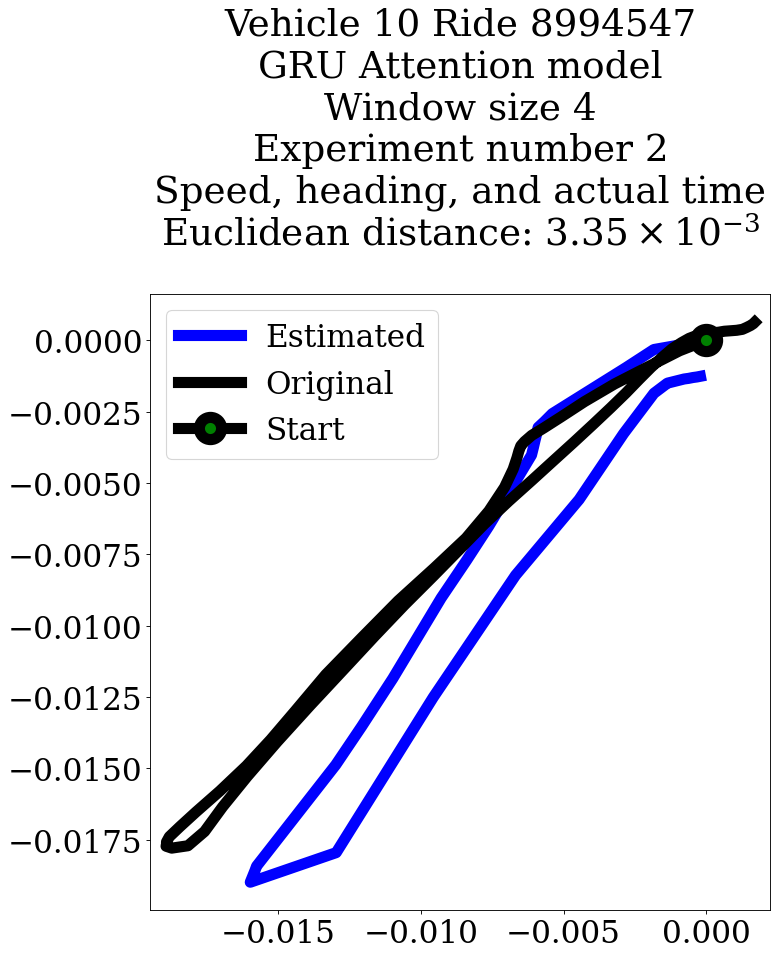 Vehicle 10 Ride 8994547
GRU Attention model
Window size 4
Experiment number 2
Speed, heading, and actual time
Euclidean distance: 3.35 × 10⁻³
Estimated
Original
Start
0.0000
−0.0025
−0.0050
−0.0075
−0.0100
−0.0125
−0.0150
−0.0175
−0.015
−0.010
−0.005
0.000